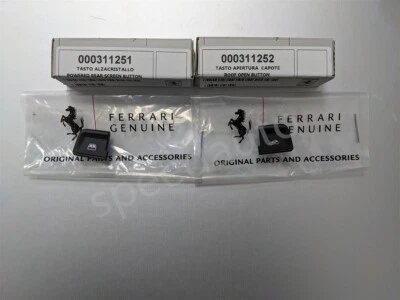 000311251
TASTO ALZACRISTALLO
POWERED REAR SCREEN BUTTON
000311252
TASTO APERTURA CAPOTE
ROOF OPEN BUTTON
FERRARI
GENUINE
ORIGINAL PARTS AND ACCESSORIES
FERRARI
GENUINE
ORIGINAL PARTS AND ACCESSORIES